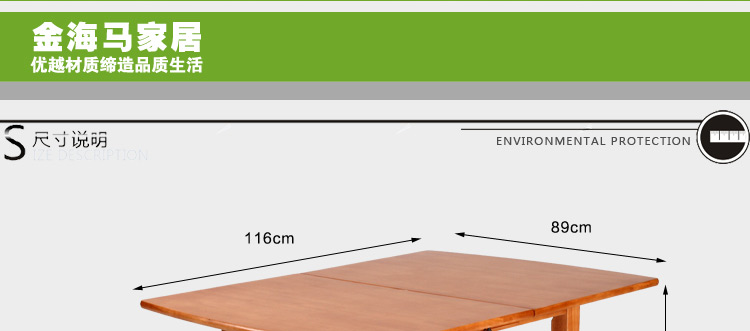 金海马家居
优越材质缔造品质生活
S 尺寸说明
IZE DESCRIPTION
ENVIRONMENTAL PROTECTION
116cm
89cm